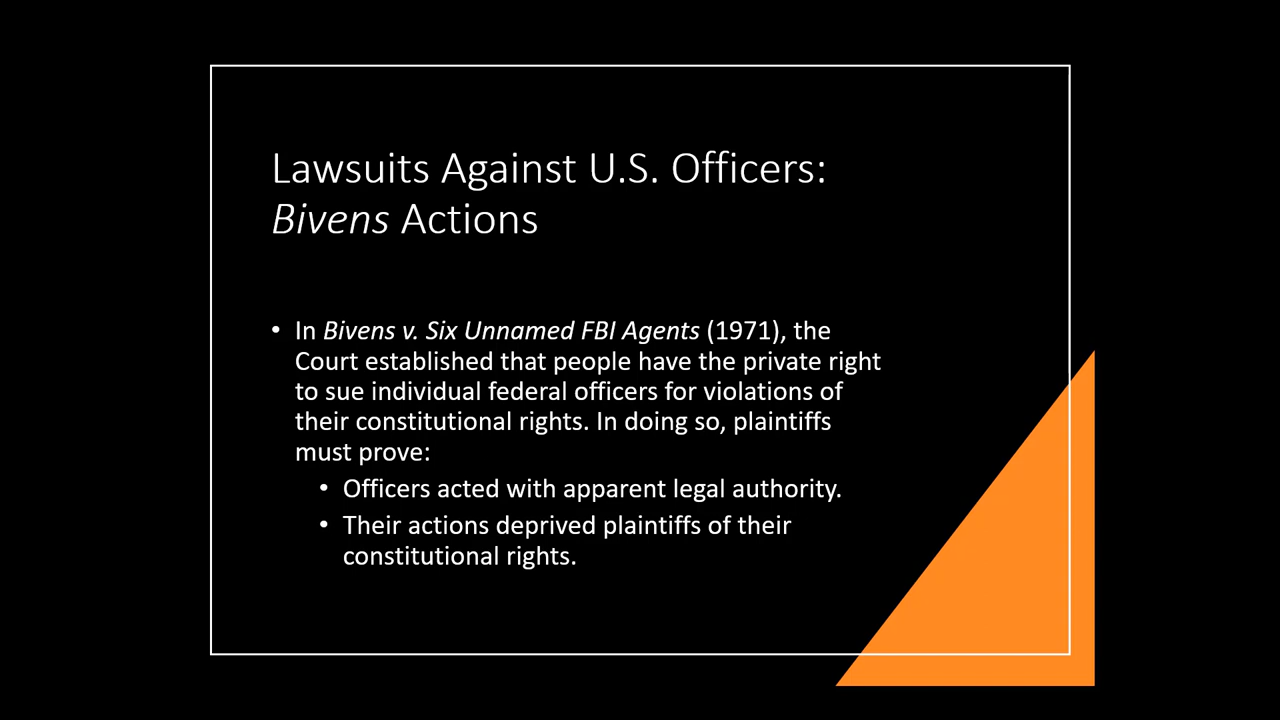 Lawsuits Against U.S. Officers:
Bivens Actions
• In Bivens v. Six Unnamed FBI Agents (1971), the
Court established that people have the private right
to sue individual federal officers for violations of
their constitutional rights. In doing so, plaintiffs
must prove:
• Officers acted with apparent legal authority.
• Their actions deprived plaintiffs of their
constitutional rights.